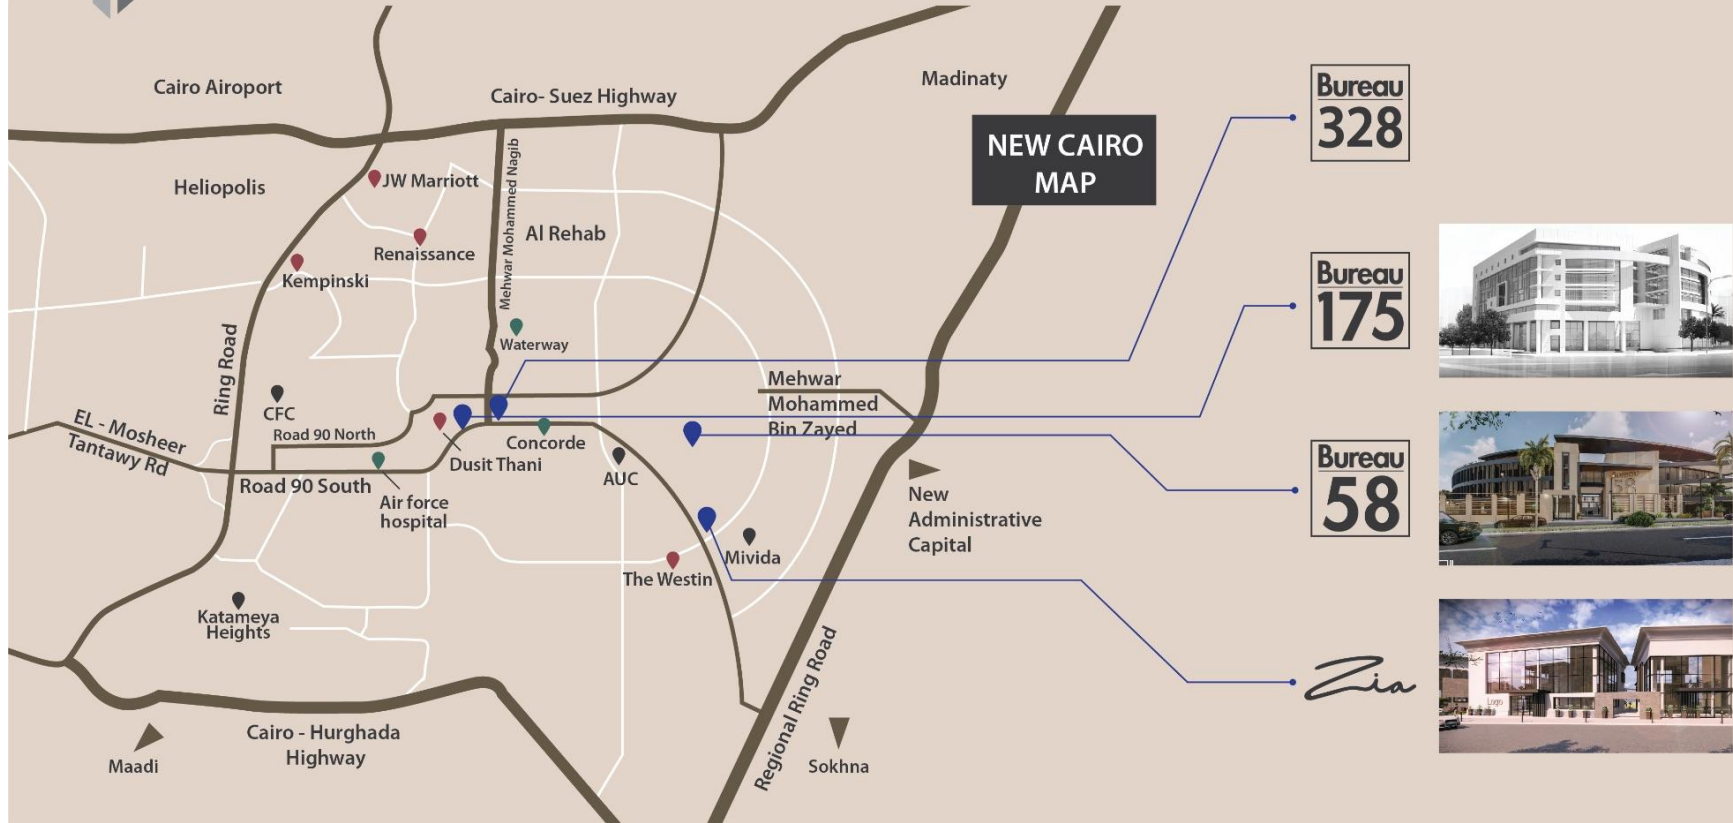 Cairo Airoport
Cairo- Suez Highway
Madinaty
NEW CAIRO
MAP
Heliopolis
JW Marriott
Mehwar Mohammed Nagib
Al Rehab
Renaissance
Kempinski
Waterway
Ring Road
CFC
EL - Mosheer
Tantawy Rd
Road 90 North
Dusit Thani
Concorde
Mehwar
Mohammed
Bin Zayed
Road 90 South
Air force
hospital
AUC
New
Administrative
Capital
Mivida
The Westin
Katameya
Heights
Cairo - Hurghada
Highway
Maadi
Regional Ring Road
Sokhna
Bureau
328
Bureau
175
Bureau
58
Zia
58
Logo